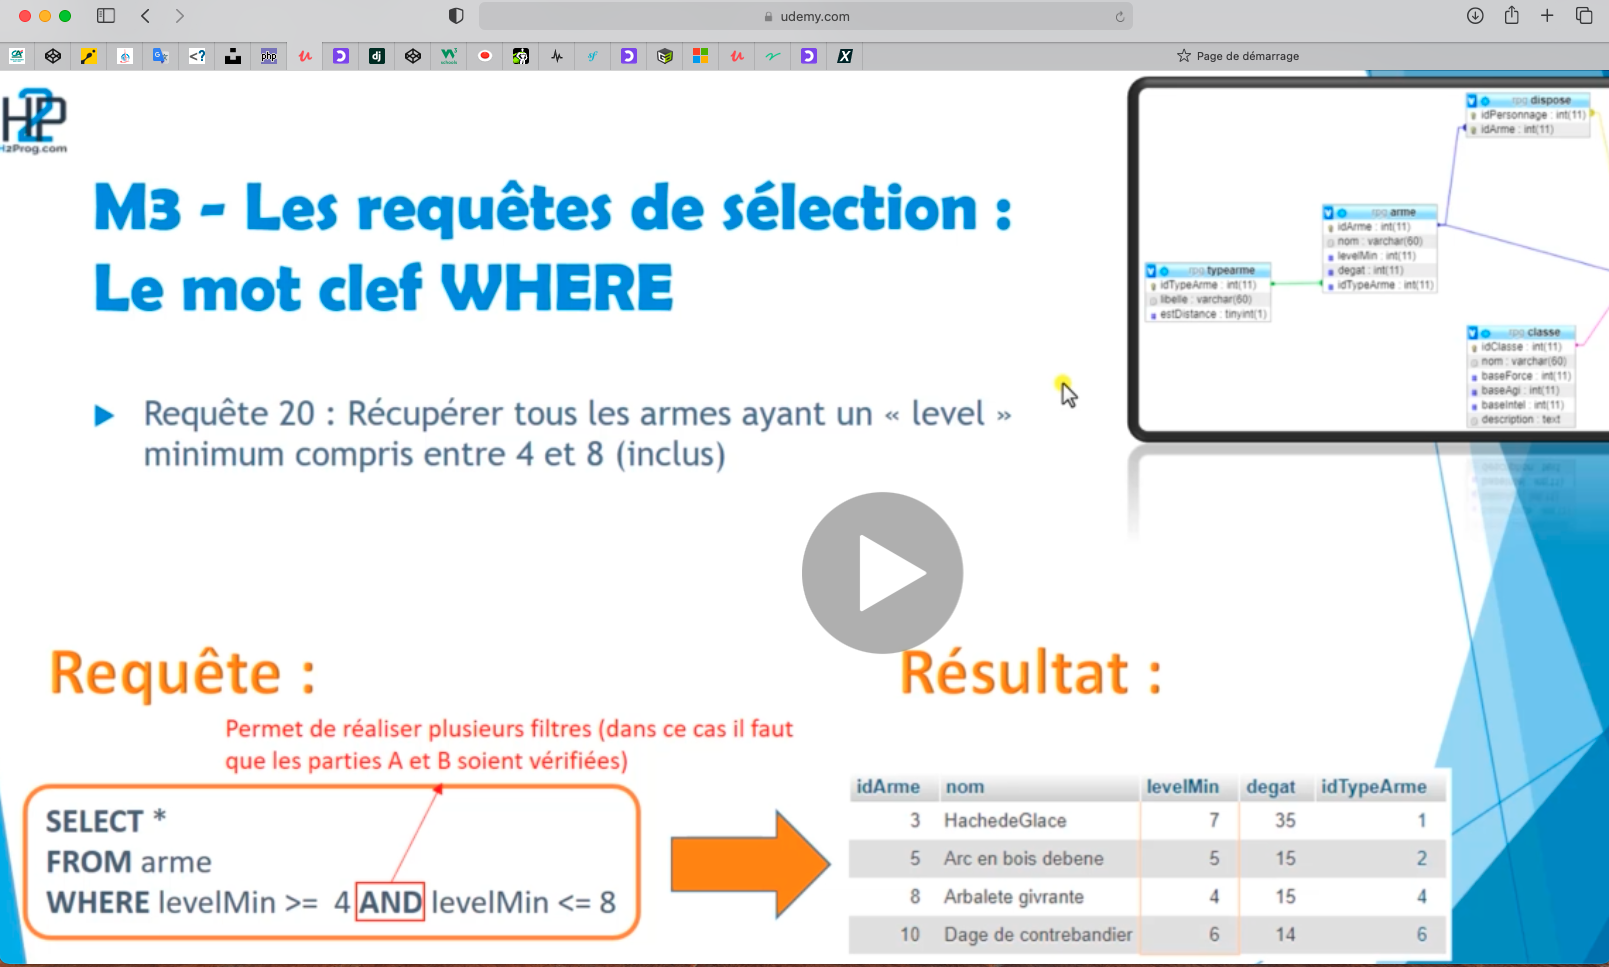 udemy.com
Page de démarrage
H2P
H2Prog.com
M3 - Les requêtes de sélection :
Le mot clef WHERE
Requête 20 : Récupérer tous les armes ayant un « level »
minimum compris entre 4 et 8 (inclus)
rpg dispose
idPersonnage : int(11)
idArme : int(11)
rpg arme
idArme : int(11)
nom : varchar(60)
levelMin : int(11)
degat : int(11)
idTypeArme : int(11)
rpg typearme
idTypeArme : int(11)
libelle : varchar(60)
estDistance : tinyint(1)
rpg classe
idClasse : int(11)
nom : varchar(60)
baseForce : int(11)
baseAgi : int(11)
baseIntel : int(11)
description : text
Requête :
Permet de réaliser plusieurs filtres (dans ce cas il faut
que les parties A et B soient vérifiées)
SELECT *
FROM arme
WHERE levelMin >= 4 AND levelMin <= 8
Résultat :
idArme nom levelMin degat idTypeArme
3 HachedeGlace 7 35 1
5 Arc en bois debene 5 15 2
8 Arbalete givrante 4 15 4
10 Dage de contrebandier 6 14 6